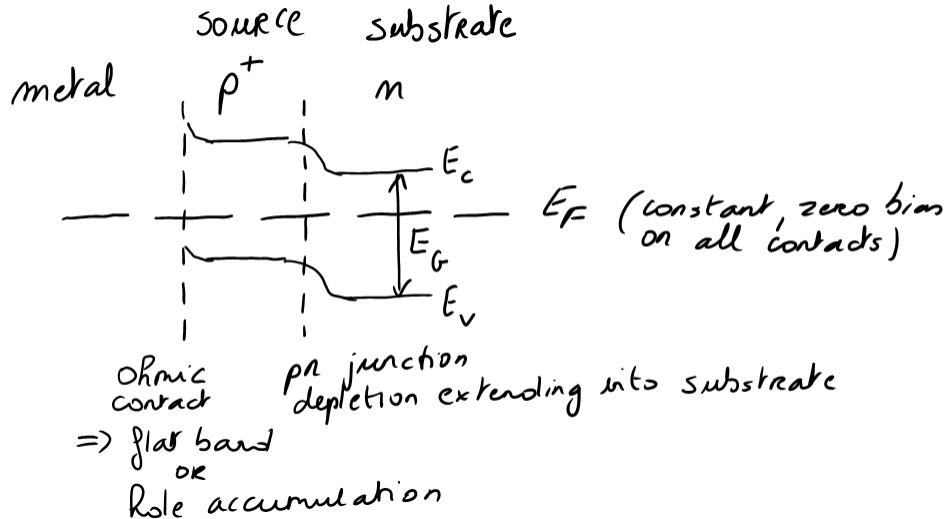 source substrate
metal p+ n
Ec
EF (constant, zero bias
on all contacts)
EG
Ev
ohmic
contact
pn junction
depletion extending into substrate
=> flat band
OR
hole accumulation